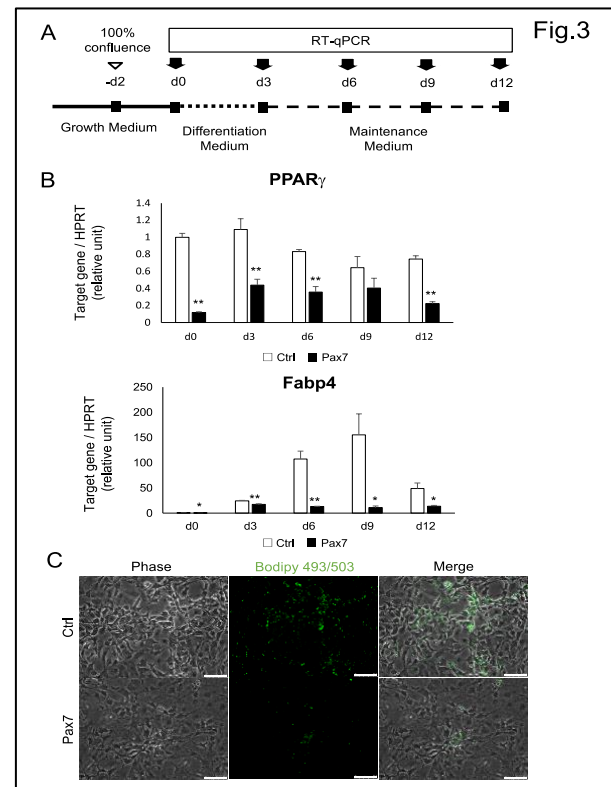 Fig.3
A
100%
confluence
RT-qPCR
-d2 d0 d3 d6 d9 d12
Growth Medium
Differentiation
Medium
Maintenance
Medium
B
PPARγ
Target gene / HPRT
(relative unit)
1.4
1.2
1
0.8
0.6
0.4
0.2
0
** ** ** **
d0 d3 d6 d9 d12
Ctrl Pax7
Fabp4
Target gene / HPRT
(relative unit)
250
200
150
100
50
0
* ** ** * *
d0 d3 d6 d9 d12
Ctrl Pax7
C
Phase Bodipy 493/503 Merge
Ctrl
Pax7